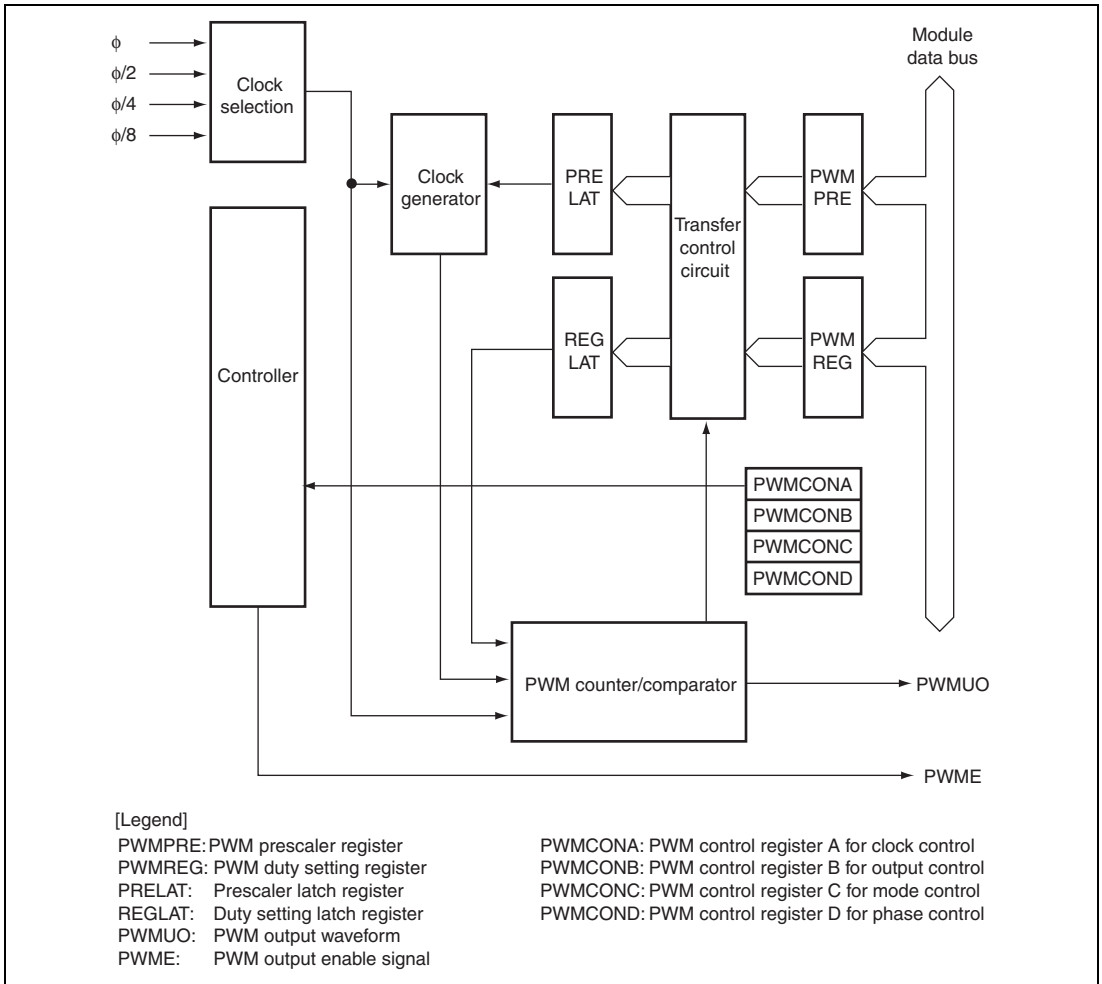 Module
data bus
ϕ
ϕ/2
ϕ/4
ϕ/8
Clock
selection
Clock
generator
PRE
LAT
Transfer
control
circuit
PWM
PRE
REG
LAT
PWM
REG
Controller
PWMCONA
PWMCONB
PWMCONC
PWMCOND
PWM counter/comparator
PWMUO
PWME
[Legend]
PWMPRE: PWM prescaler register
PWMREG: PWM duty setting register
PRELAT: Prescaler latch register
REGLAT: Duty setting latch register
PWMUO: PWM output waveform
PWME: PWM output enable signal
PWMCONA: PWM control register A for clock control
PWMCONB: PWM control register B for output control
PWMCONC: PWM control register C for mode control
PWMCOND: PWM control register D for phase control